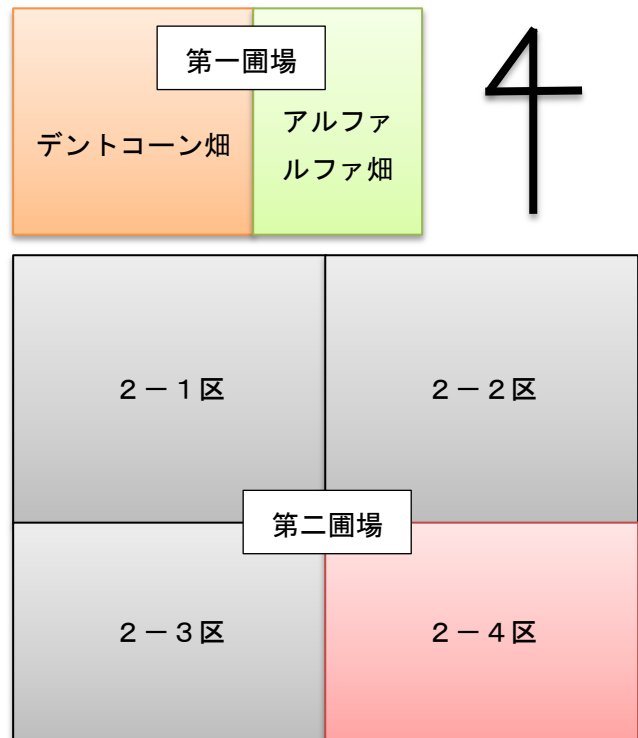 第一圃場
デントコーン畑
アルファ
ルファ畑
２－１区
２－２区
第二圃場
２－３区
２－４区